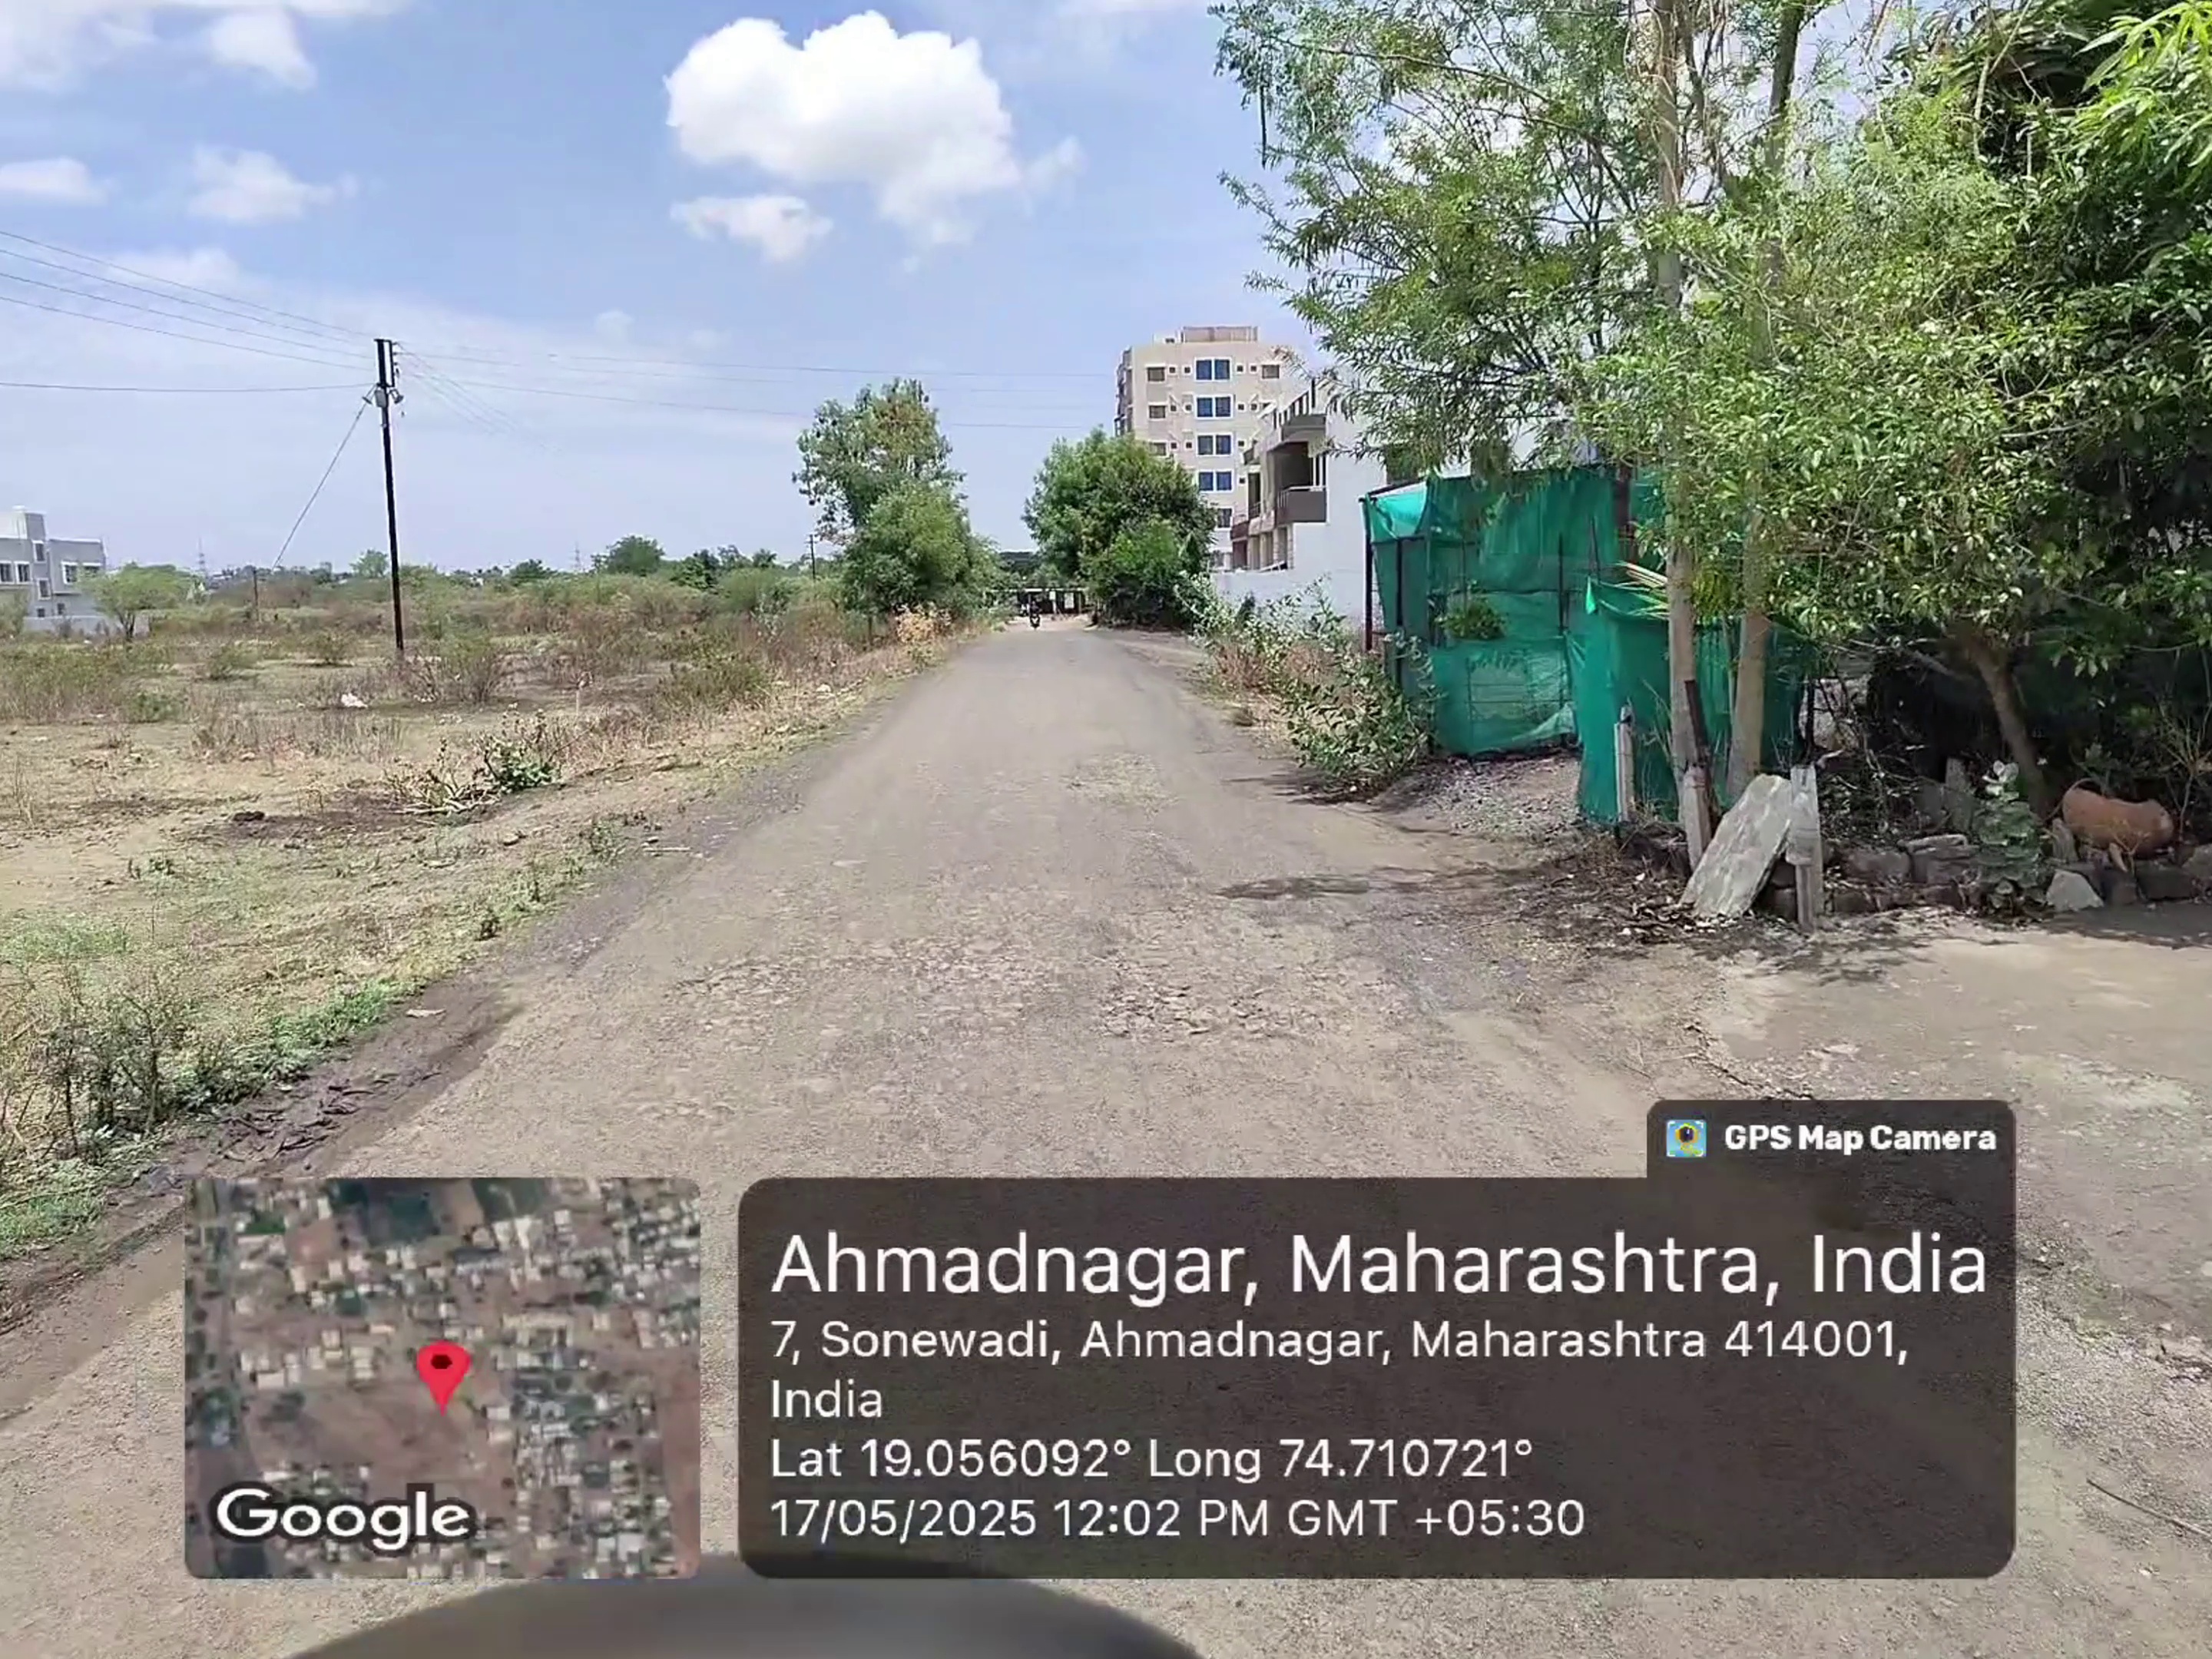 GPS Map Camera
Ahmadnagar, Maharashtra, India
7, Sonewadi, Ahmadnagar, Maharashtra 414001,
India
Lat 19.056092° Long 74.710721°
17/05/2025 12:02 PM GMT +05:30
Google